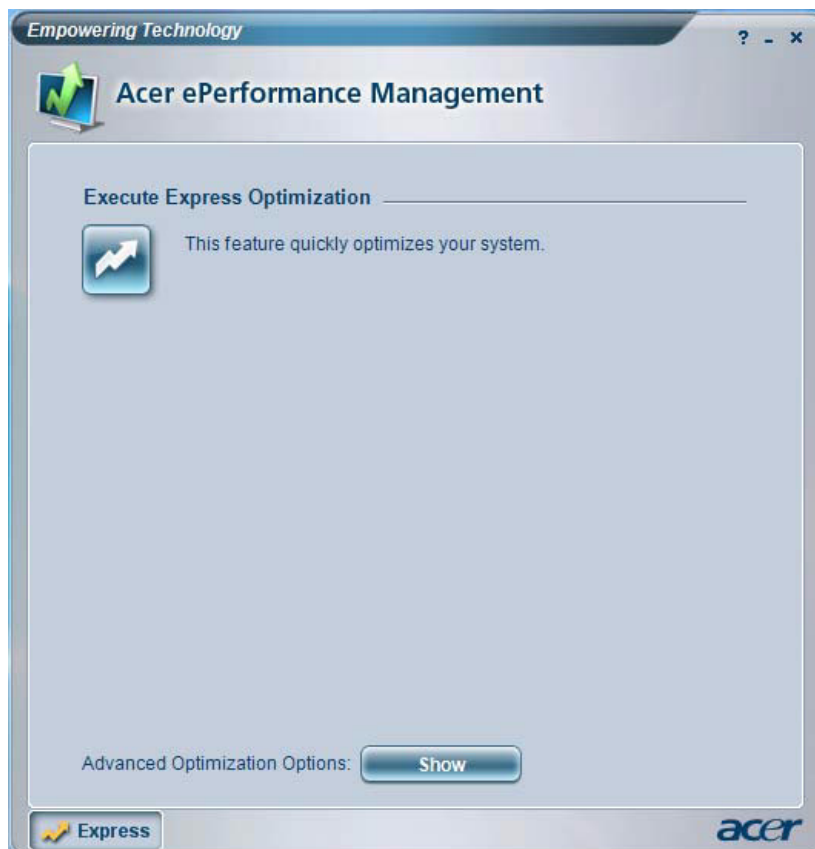 Empowering Technology
? - ×
Acer ePerformance Management
Execute Express Optimization
This feature quickly optimizes your system.
Advanced Optimization Options: Show
Express
acer